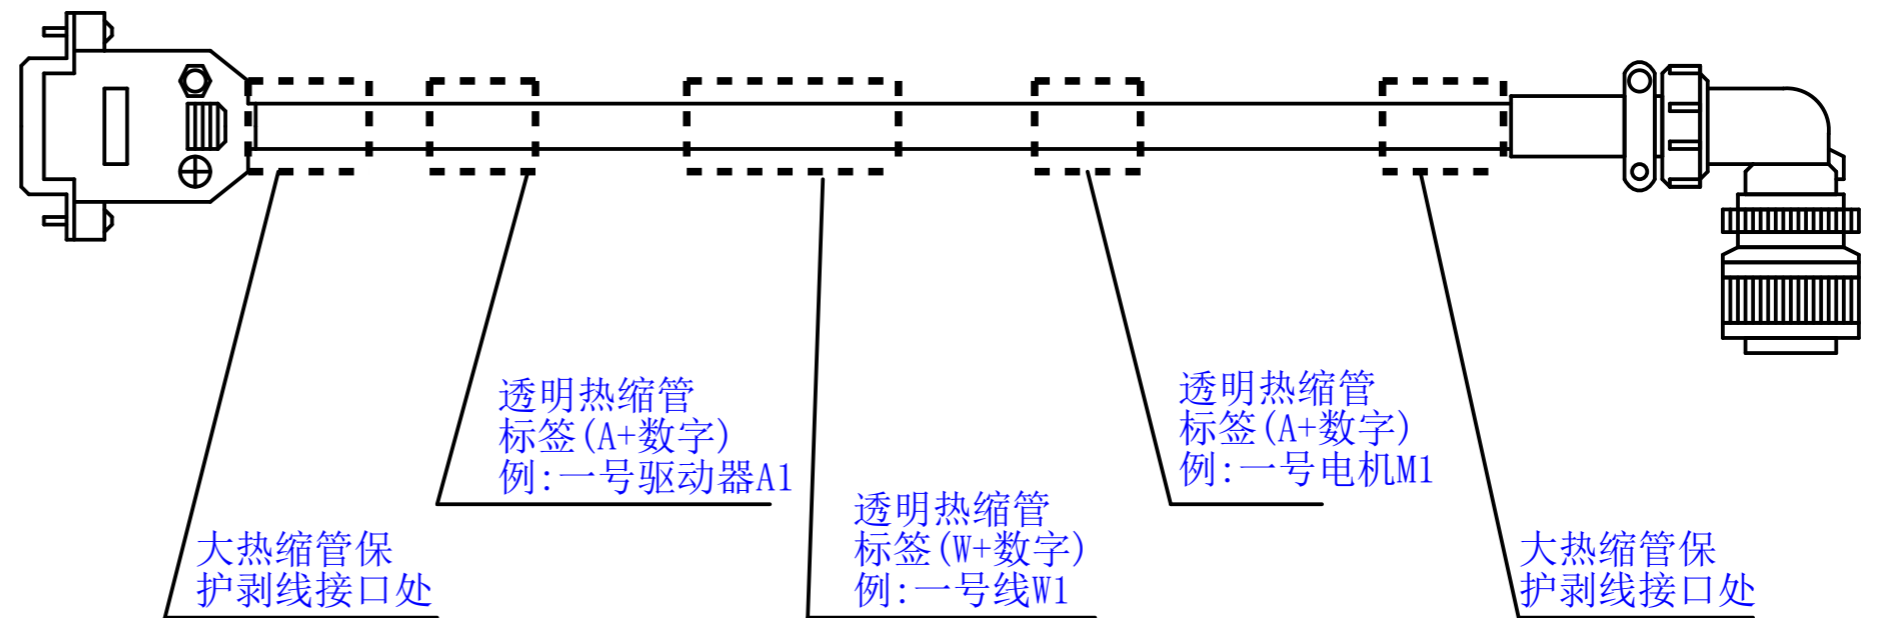 透明热缩管
标签(A+数字)
例:一号驱动器A1
透明热缩管
标签(A+数字)
例:一号电机M1
大热缩管保
护剥线接口处
透明热缩管
标签(W+数字)
例:一号线W1
大热缩管保
护剥线接口处